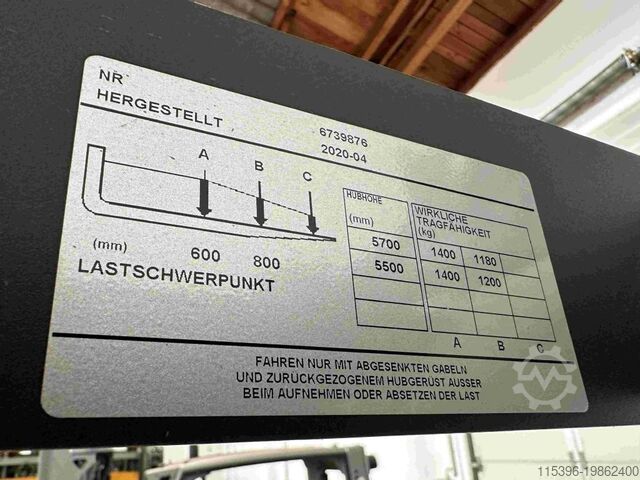 NR 6739876
HERGESTELLT 2020-04
A B C
(mm) 600 800
LASTSCHWERPUNKT
HUBHÖHE
(mm)
WIRKLICHE
TRAGFÄHIGKEIT
(kg)
5700 1400 1180
5500 1400 1200
A B C
FAHREN NUR MIT ABGESENKTEN GABELN
UND ZURÜCKGEZOGENEM HUBGERÜST AUSSER
BEIM AUFNEHMEN ODER ABSETZEN DER LAST
115396-19862400